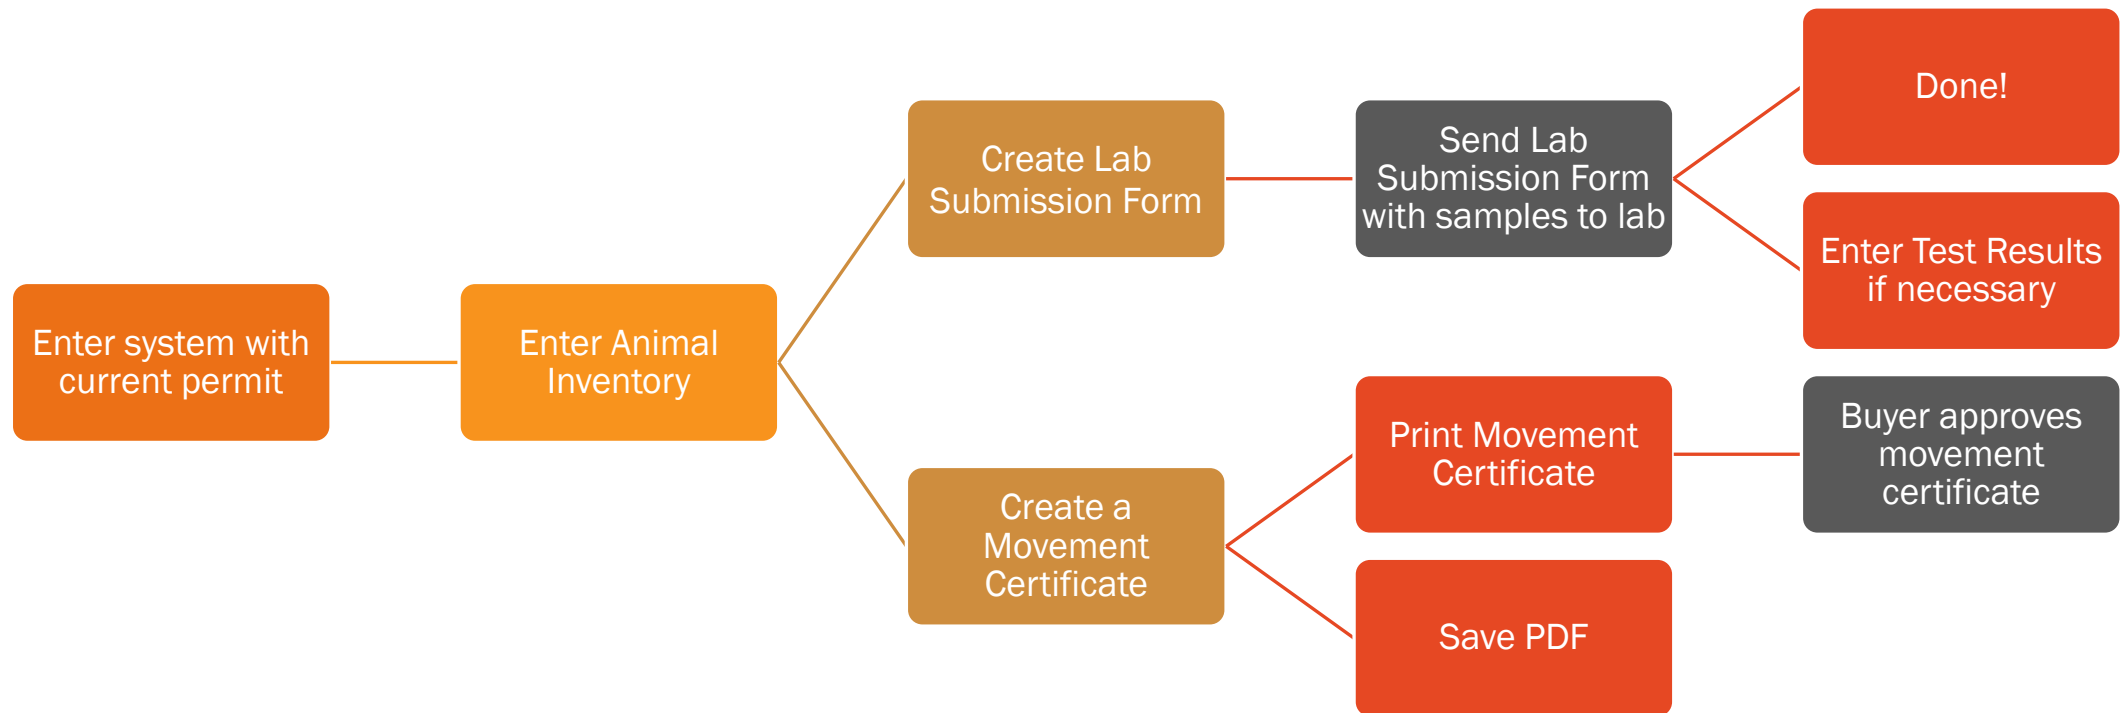 Enter system with
current permit
Enter Animal
Inventory
Create Lab
Submission Form
Send Lab
Submission Form
with samples to lab
Done!
Enter Test Results
if necessary
Create a
Movement
Certificate
Print Movement
Certificate
Buyer approves
movement
certificate
Save PDF